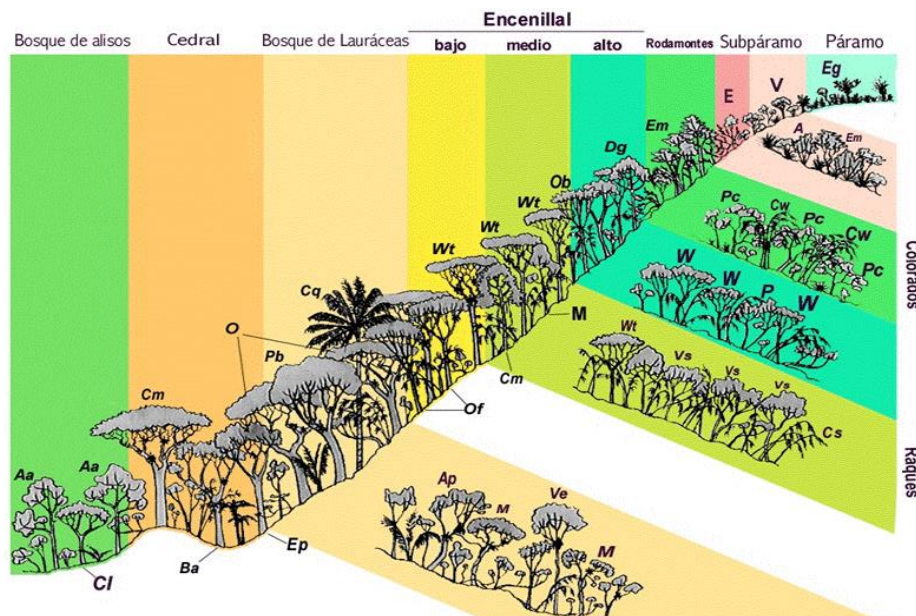 Encenillal
Bosque de alisos Cedral Bosque de Lauráceas bajo medio alto Rodamontes Subpáramo Páramo
Eg
V
E
A Em
Em
Dg
Ob
Pc Cw Pc Cw Pc
Wt
Wt
Wt
W W P W
Colorados
Cq
M
O
Pb
Cm
Wt Vs Vs Vs Cs
Of
Cm
Raques
Aa Aa
Ap M Ve M
Ep
Ba
Cl